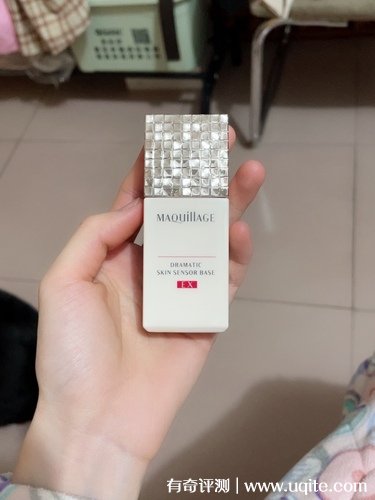 MAQuillAGE
DRAMATIC
SKIN SENSOR BASE
EX
有奇评测 | www.uqite.com